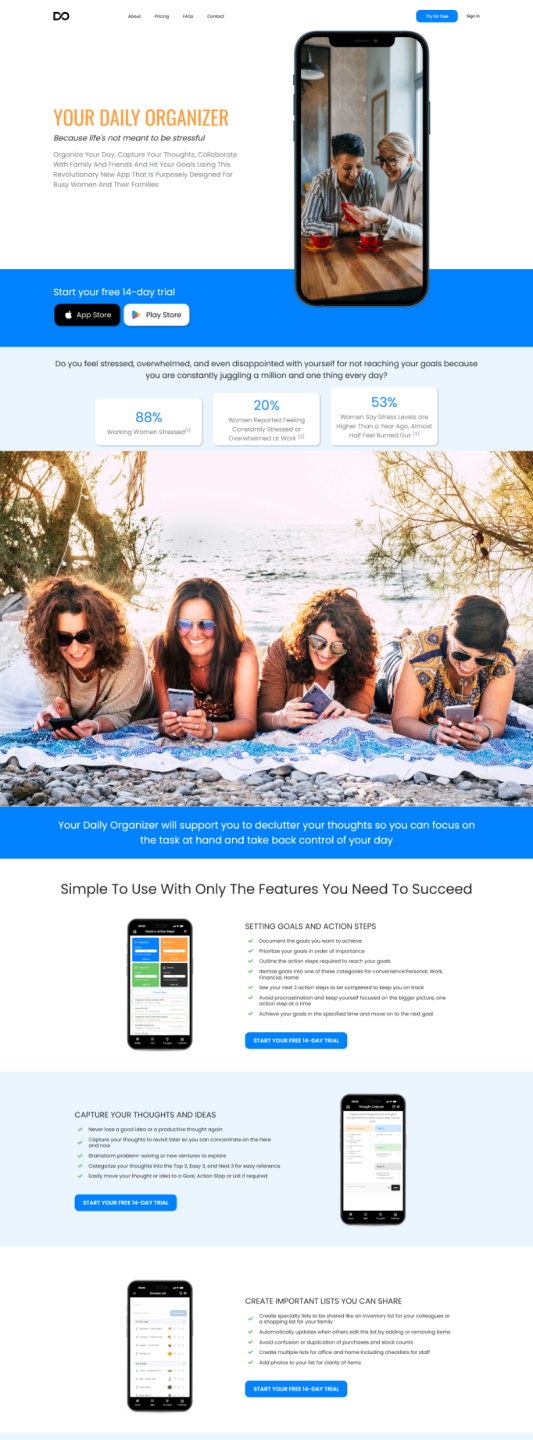 DO
About Pricing FAQs Contact
Try for free Sign in
YOUR DAILY ORGANIZER
Because life's not meant to be stressful
Organize Your Day, Capture Your Thoughts, Collaborate
With Family And Friends And Hit Your Goals Using This
Revolutionary New App That Is Purposely Designed For
Busy Women And Their Families
Start your free 14-day trial
App Store Play Store
Do you feel stressed, overwhelmed, and even disappointed with yourself for not reaching your goals because
you are constantly juggling a million and one thing every day?
88%
Working Women Stressed(1)
20%
Women Reported Feeling
Constantly Stressed or
Overwhelmed at Work (2)
53%
Women Say Stress Levels are
Higher Than a Year Ago, Almost
Half Feel Burned Out (3)
Your Daily Organizer will support you to declutter your thoughts so you can focus on
the task at hand and take back control of your day
Simple To Use With Only The Features You Need To Succeed
Goals & Action Steps
SETTING GOALS AND ACTION STEPS
Document the goals you want to achieve
Prioritize your goals in order of importance
Outline the action steps required to reach your goals
Itemise goals into one of these categories for convenience:Personal, Work,
Financial, Home
See your next 3 action steps to be completed to keep you on track
Avoid procrastination and keep yourself focused on the bigger picture, one
action step at a time
Achieve your goals in the specified time and move on to the next goal
START YOUR FREE 14-DAY TRIAL
CAPTURE YOUR THOUGHTS AND IDEAS
Never lose a good idea or a productive thought again
Capture your thoughts to revisit later so you can concentrate on the here
and now
Brainstorm problem-solving or new ventures to explore
Categorize your thoughts into the Top 3, Easy 3, and Next 3 for easy reference
Easily move your thought or idea to a Goal, Action Step or List if required
START YOUR FREE 14-DAY TRIAL
Thought Capture
CREATE IMPORTANT LISTS YOU CAN SHARE
Create specialty lists to be shared like an inventory list for your colleagues or
a shopping list for your family
Automatically updates when others edit the list by adding or removing items
Avoid confusion or duplication of purchases and stock counts
Create multiple lists for office and home including checklists for staff
Add photos to your list for clarity of items
START YOUR FREE 14-DAY TRIAL